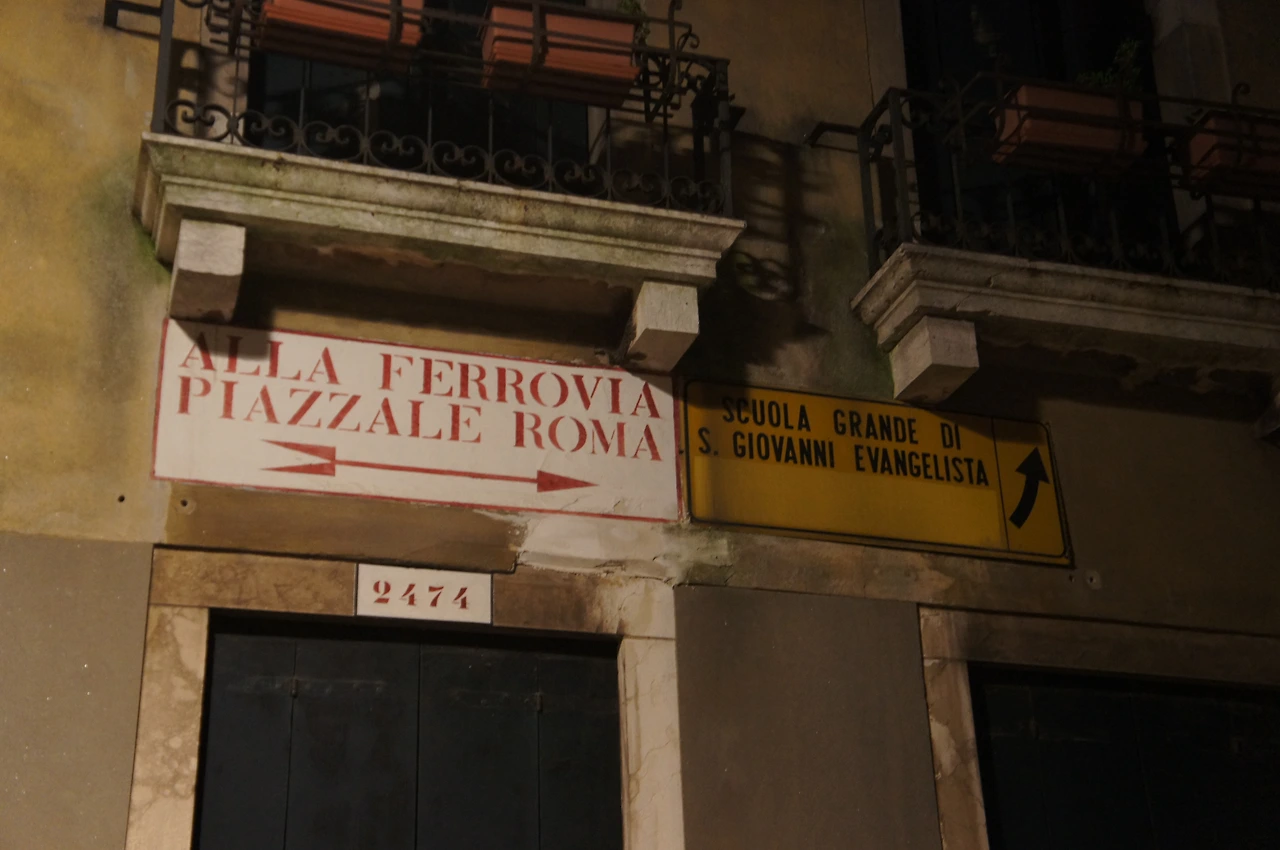 ALLA FERROVIA
PIAZZALE ROMA
SCUOLA GRANDE DI
S. GIOVANNI EVANGELISTA
2474